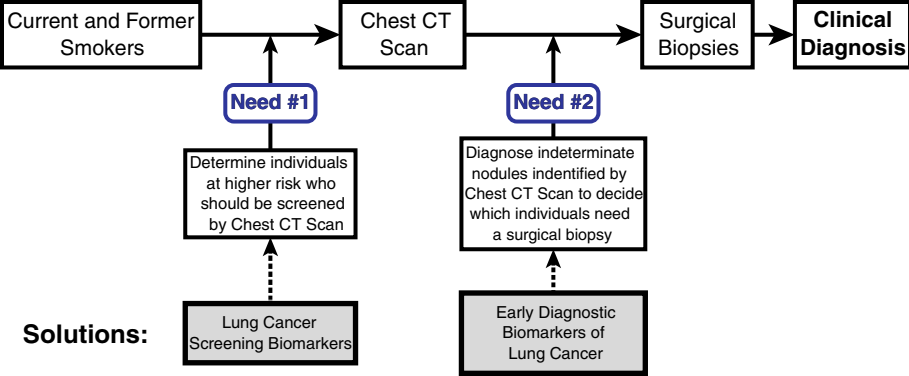 Current and Former
Smokers
Chest CT
Scan
Surgical
Biopsies
Clinical
Diagnosis
Need #1
Need #2
Determine individuals
at higher risk who
should be screened
by Chest CT Scan
Diagnose indeterminate
nodules indentified by
Chest CT Scan to decide
which individuals need
a surgical biopsy
Solutions:
Lung Cancer
Screening Biomarkers
Early Diagnostic
Biomarkers of
Lung Cancer